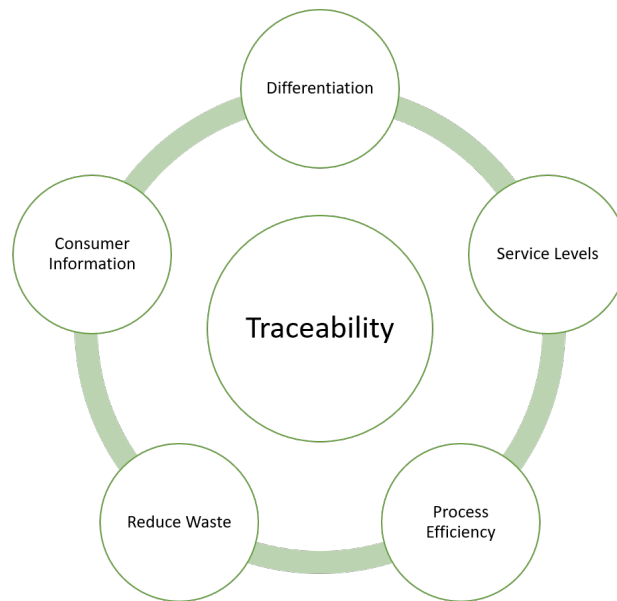 Differentiation
Consumer
Information
Service Levels
Traceability
Reduce Waste
Process
Efficiency